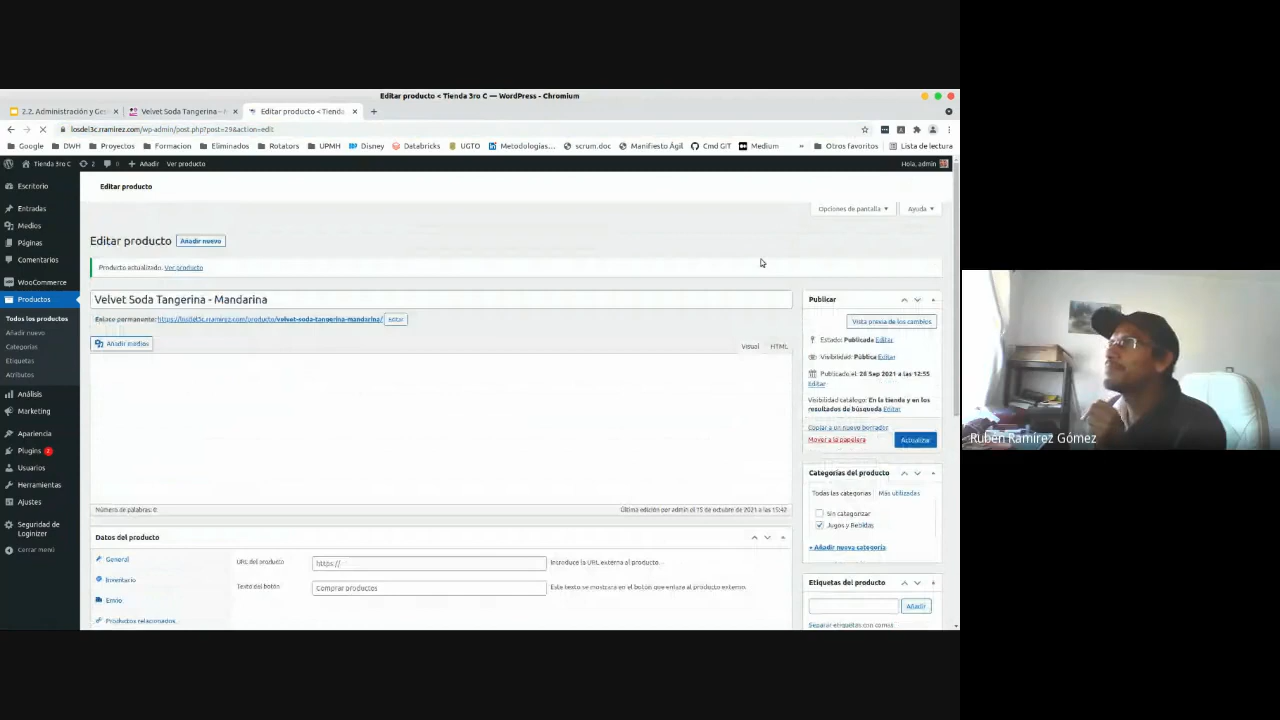 Editar producto < Tienda 3ro C — WordPress - Chromium
2.2. Administración y Ges
Velvet Soda Tangerina -
Editar producto < Tienda
losdel3c.rramirez.com/wp-admin/post.php?post=29&action=edit
Google
DWH
Proyectos
Formacion
Eliminados
Rotators
UPMH
Disney
Databricks
UGTO
Metodologías...
scrum.doc
Manifiesto Ágil
Cmd GIT
Medium
»
Otros favoritos
Lista de lectura
Tienda 3ro C
2
Añadir
Ver producto
Hola, admin
Escritorio
Entradas
Medios
Páginas
Comentarios
WooCommerce
Productos
Todos los productos
Añadir nuevo
Categorías
Etiquetas
Atributos
Análisis
Marketing
Apariencia
Plugins 2
Usuarios
Herramientas
Ajustes
Seguridad de
Loginizer
Cerrar menú
Editar producto
Opciones de pantalla
Ayuda
Editar producto
Añadir nuevo
Producto actualizado. Ver producto
Velvet Soda Tangerina - Mandarina
Enlace permanente: https://losdel3c.rramirez.com/producto/velvet-soda-tangerina-mandarina/
Editar
Añadir medios
Visual
HTML
Número de palabras: 0
Última edición por admin el 15 de octubre de 2021 a las 15:42
Datos del producto
General
Inventario
Envío
Productos relacionados
URL del producto
https://
Introduce la URL externa al producto.
Texto del botón
Comprar productos
Este texto se mostrará en el botón que enlaza al producto externo.
Publicar
Vista previa de los cambios
Estado: Publicada Editar
Visibilidad: Pública Editar
Publicado el: 26 Sep 2021 a las 12:55
Editar
Visibilidad catálogo: En la tienda y en los
resultados de búsqueda Editar
Copiar a un nuevo borrador
Mover a la papelera
Actualizar
Categorías del producto
Todas las categorías
Más utilizadas
Sin categorizar
Jugos y Bebidas
+ Añadir nueva categoría
Etiquetas del producto
Añadir
Separar etiquetas con comas
Rubén Ramírez Gómez